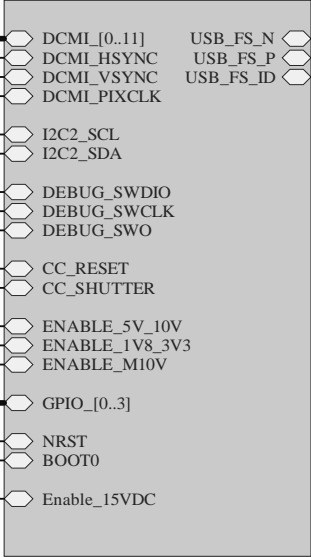 DCMI_[0..11] USB_FS_N
DCMI_HSYNC USB_FS_P
DCMI_VSYNC USB_FS_ID
DCMI_PIXCLK
I2C2_SCL
I2C2_SDA
DEBUG_SWDIO
DEBUG_SWCLK
DEBUG_SWO
CC_RESET
CC_SHUTTER
ENABLE_5V_10V
ENABLE_1V8_3V3
ENABLE_M10V
GPIO_[0..3]
NRST
BOOT0
Enable_15VDC